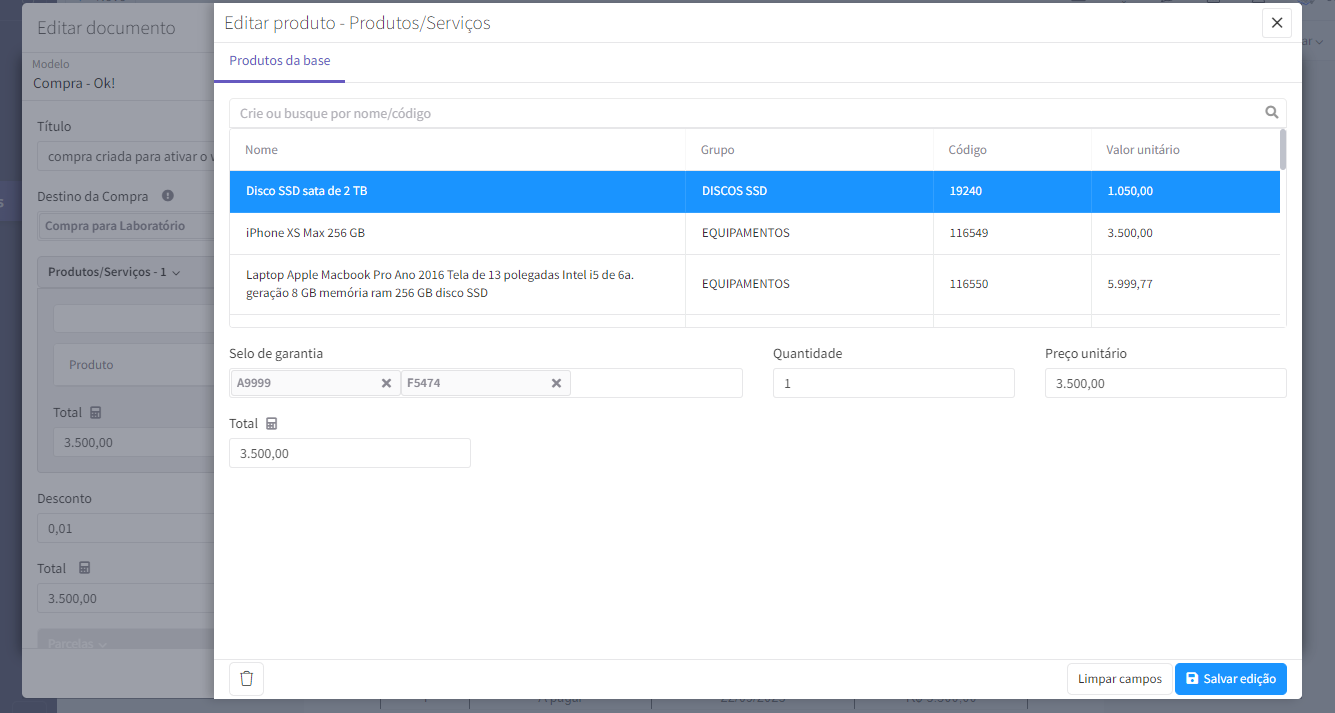 Editar documento
Modelo
Compra - Ok!
Título
compra criada para ativar o
Destino da Compra
Compra para Laboratório
Produtos/Serviços - 1
Produto
Total
3.500,00
Desconto
0,01
Total
3.500,00
Parcelas
Editar produto - Produtos/Serviços
Produtos da base
Crie ou busque por nome/código
Nome Grupo Código Valor unitário
Disco SSD sata de 2 TB DISCOS SSD 19240 1.050,00
iPhone XS Max 256 GB EQUIPAMENTOS 116549 3.500,00
Laptop Apple Macbook Pro Ano 2016 Tela de 13 polegadas Intel i5 de 6a.
geração 8 GB memória ram 256 GB disco SSD EQUIPAMENTOS 116550 5.999,77
Selo de garantia Quantidade Preço unitário
A9999 F5474 1 3.500,00
Total
3.500,00
Limpar campos Salvar edição